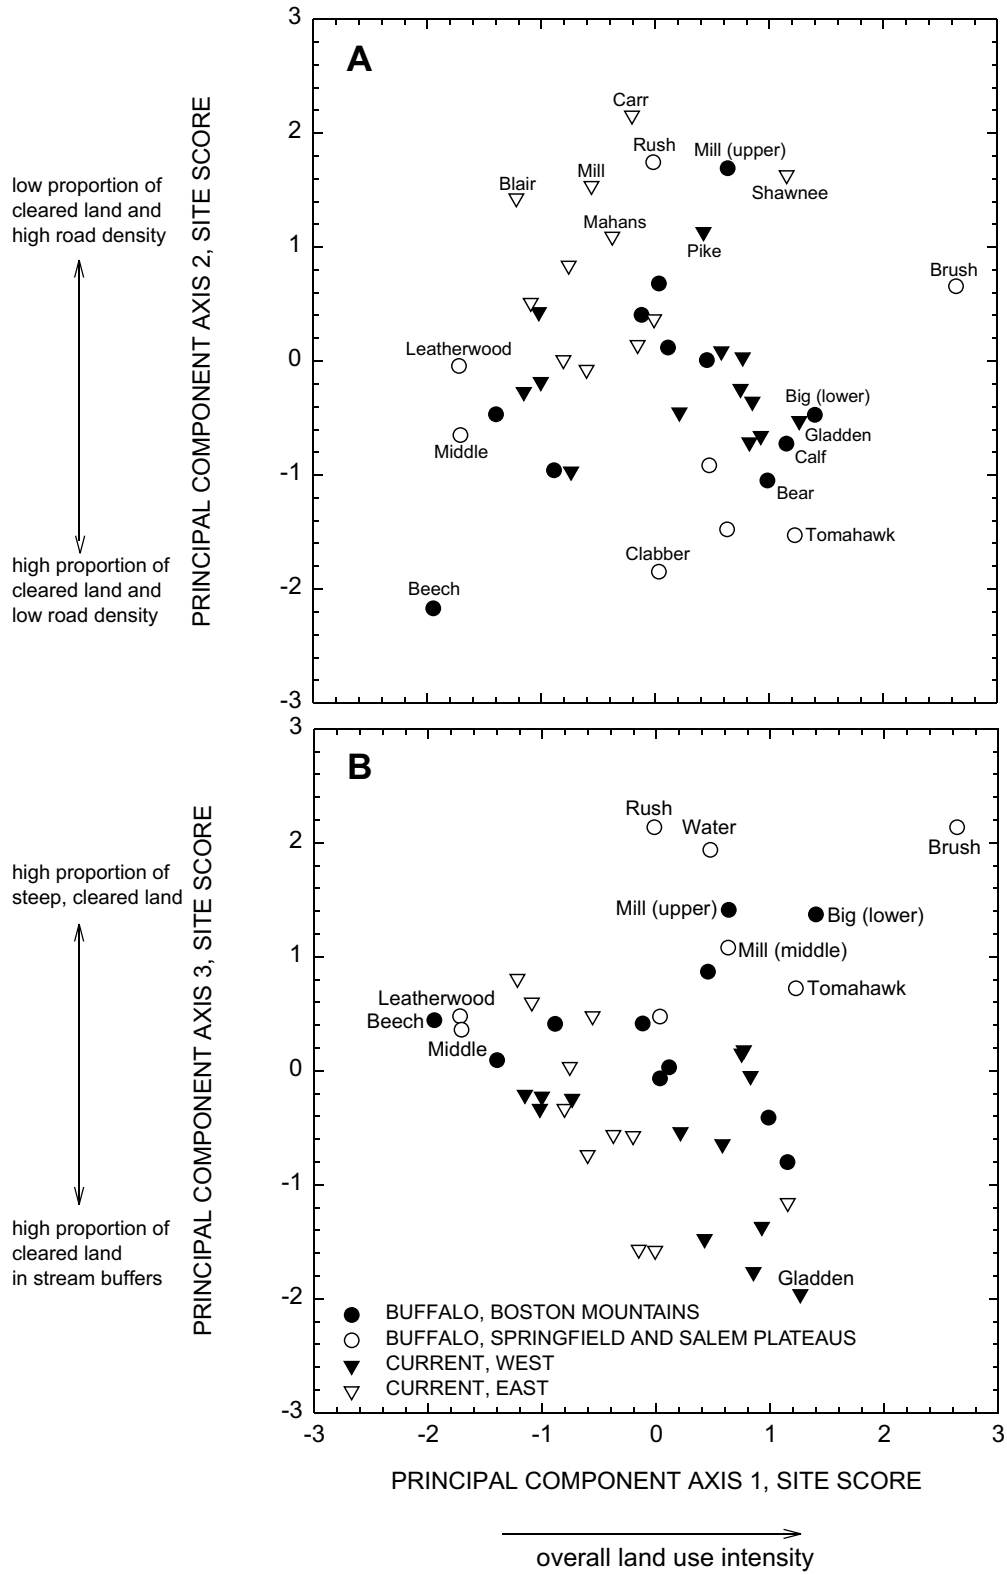 A
low proportion of
cleared land and
high road density
high proportion of
cleared land and
low road density
PRINCIPAL COMPONENT AXIS 2, SITE SCORE
3
2
1
0
-1
-2
-3
Carr
Rush
Mill (upper)
Mill
Shawnee
Blair
Mahans
Pike
Brush
Leatherwood
Big (lower)
Gladden
Middle
Calf
Bear
Tomahawk
Clabber
Beech
B
high proportion of
steep, cleared land
high proportion of
cleared land
in stream buffers
PRINCIPAL COMPONENT AXIS 3, SITE SCORE
3
2
1
0
-1
-2
-3
Rush
Water
Brush
Mill (upper)
Big (lower)
Mill (middle)
Tomahawk
Leatherwood
Beech
Middle
Gladden
BUFFALO, BOSTON MOUNTAINS
BUFFALO, SPRINGFIELD AND SALEM PLATEAUS
CURRENT, WEST
CURRENT, EAST
-3 -2 -1 0 1 2 3
PRINCIPAL COMPONENT AXIS 1, SITE SCORE
overall land use intensity